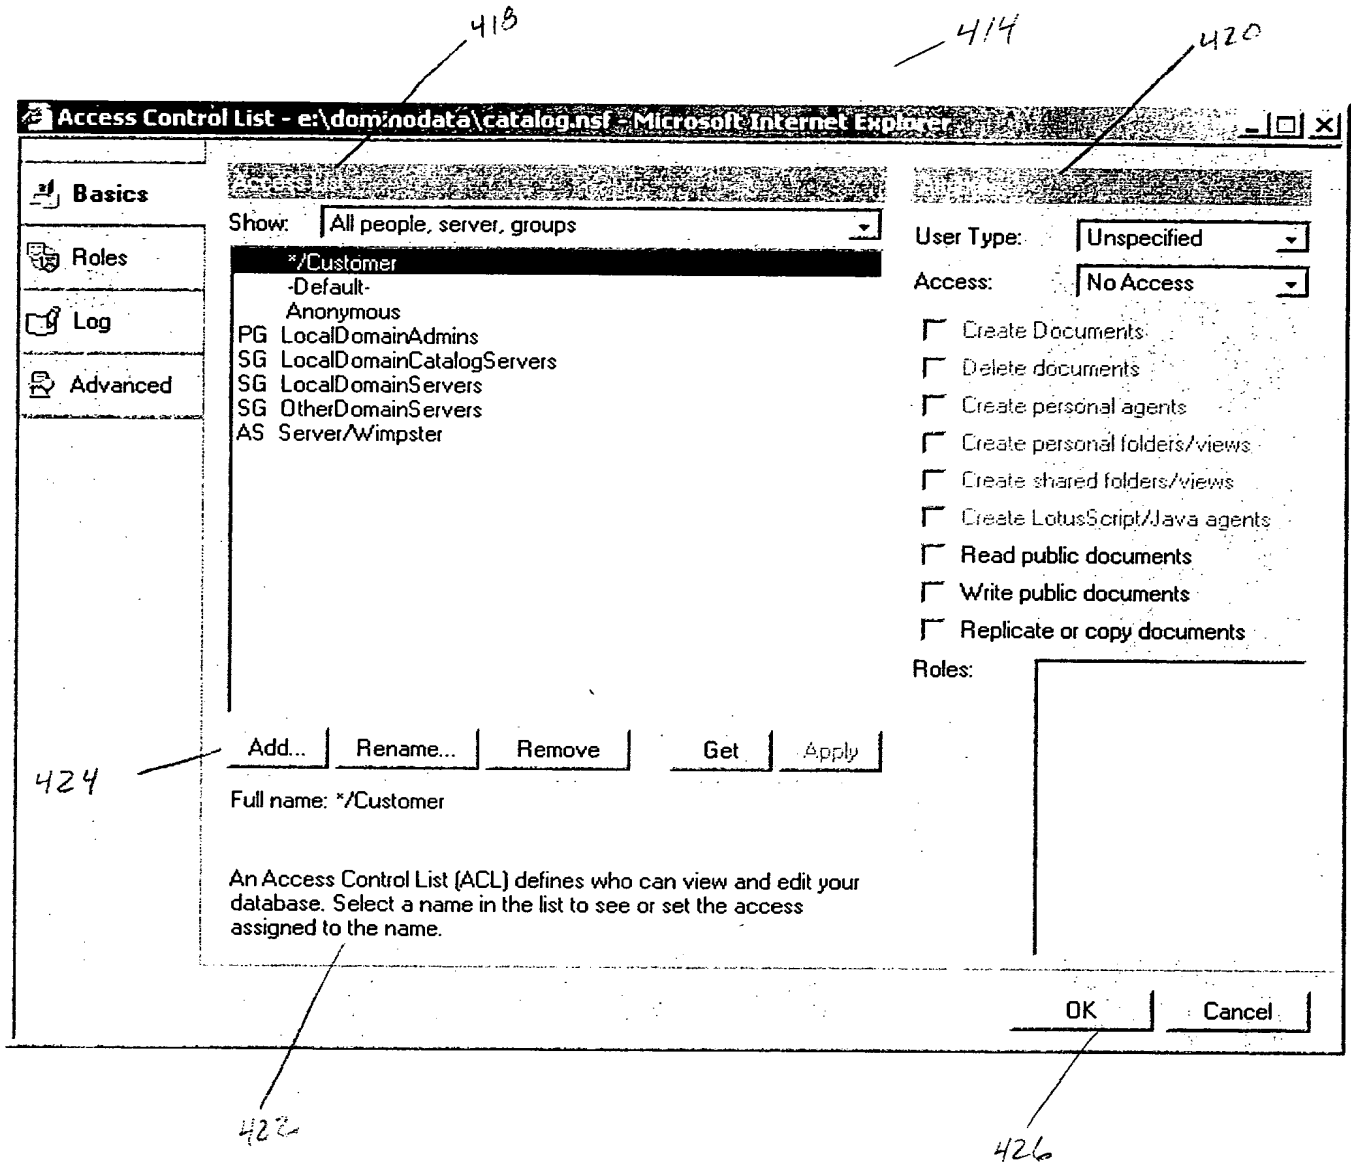 418
414
420
Access Control List - e:\dominodata\catalog.nsf - Microsoft Internet Explorer
Basics
Roles
Log
Advanced
Show: All people, server, groups
*/Customer
-Default-
Anonymous
PG LocalDomainAdmins
SG LocalDomainCatalogServers
SG LocalDomainServers
SG OtherDomainServers
AS Server/Wimpster
Add... Rename... Remove Get Apply
424
Full name: */Customer
An Access Control List (ACL) defines who can view and edit your
database. Select a name in the list to see or set the access
assigned to the name.
User Type: Unspecified
Access: No Access
Create Documents
Delete documents
Create personal agents
Create personal folders/views
Create shared folders/views
Create LotusScript/Java agents
Read public documents
Write public documents
Replicate or copy documents
Roles:
OK Cancel
422
426